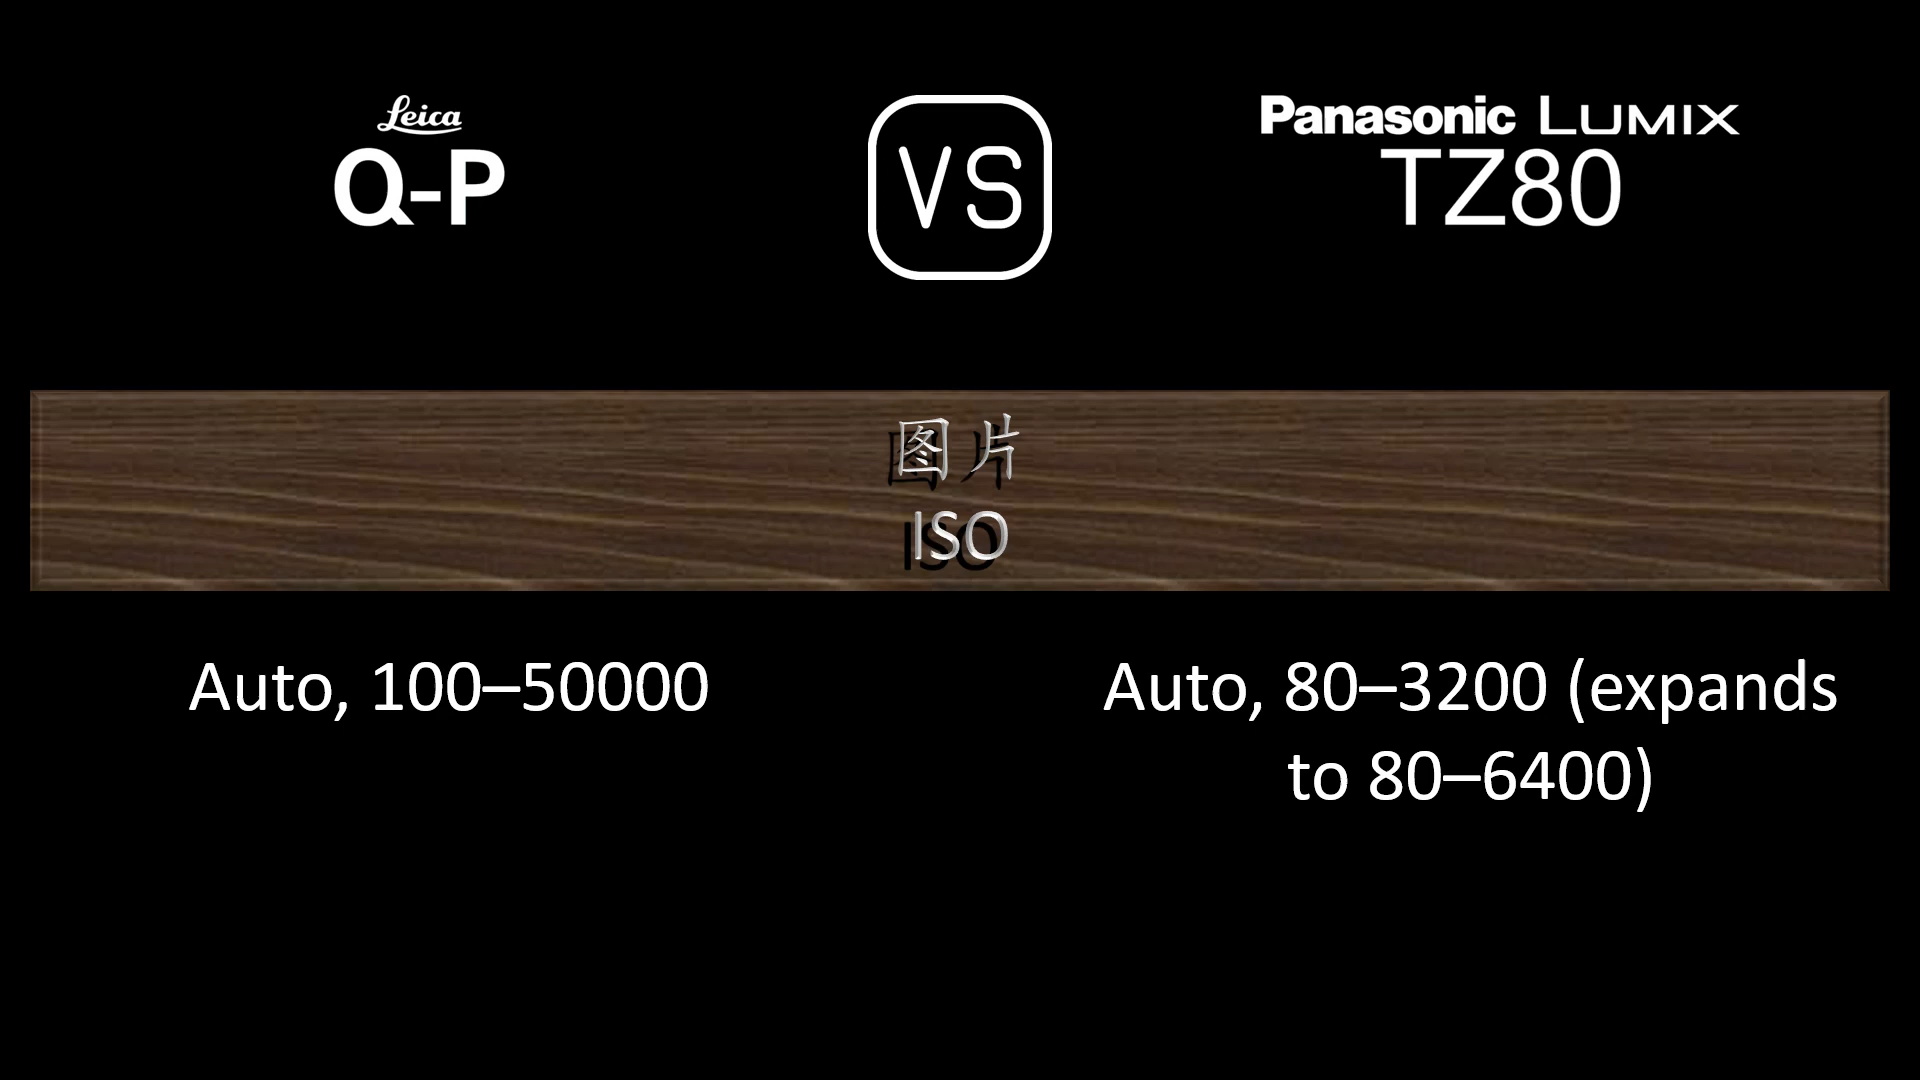 Leica
Q-P
VS
Panasonic LUMIX
TZ80
图片
ISO
Auto, 100–50000
Auto, 80–3200 (expands
to 80–6400)